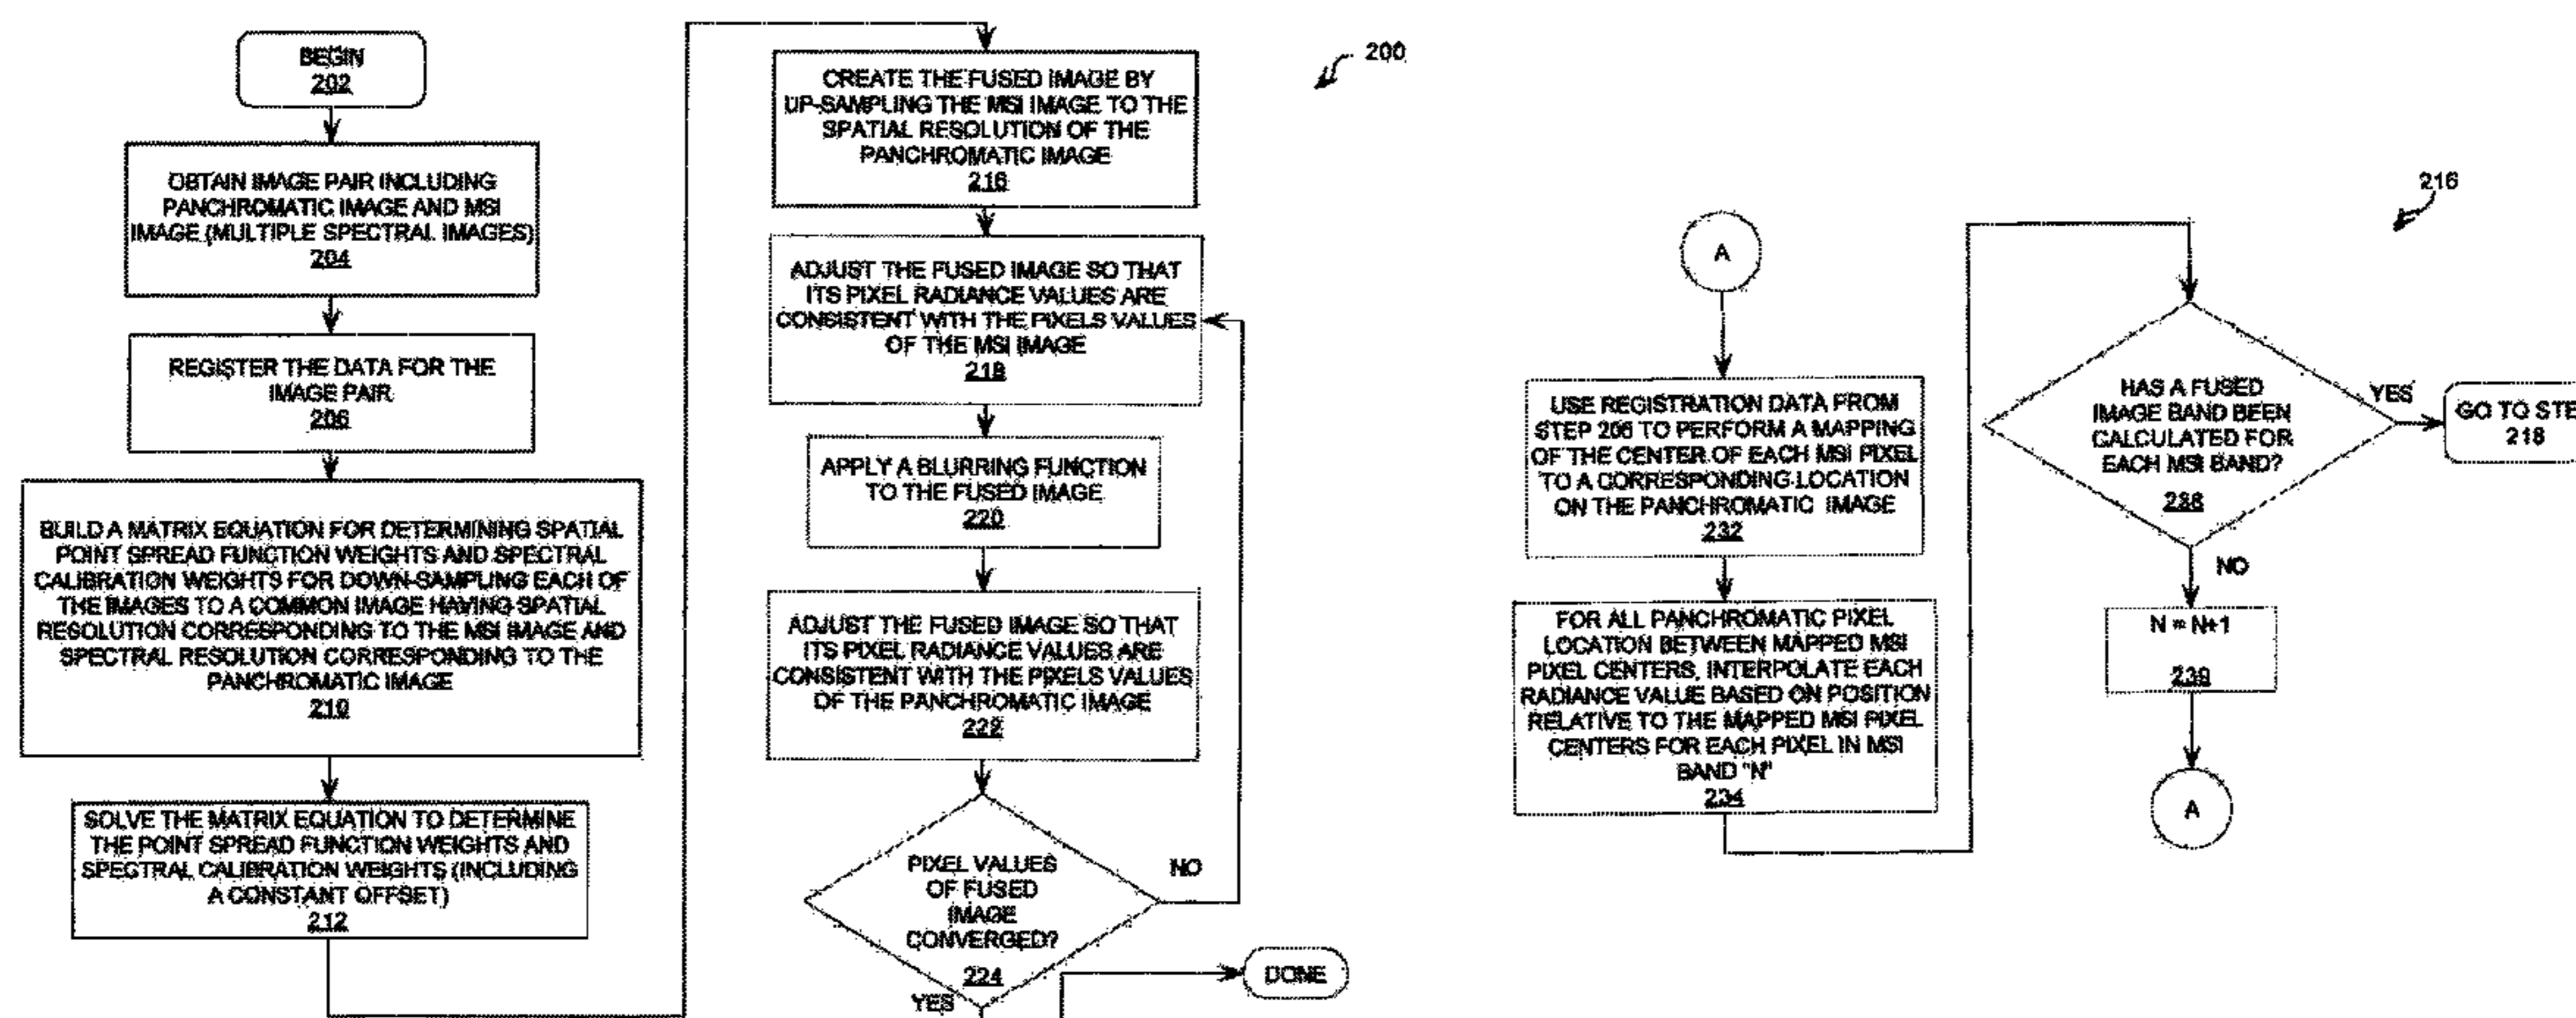 BEGIN
202
OBTAIN IMAGE PAIR INCLUDING
PANCHROMATIC IMAGE AND MSI
IMAGE (MULTIPLE SPECTRAL IMAGES)
204
REGISTER THE DATA FOR THE
IMAGE PAIR
206
BUILD A MATRIX EQUATION FOR DETERMINING SPATIAL
POINT SPREAD FUNCTION WEIGHTS AND SPECTRAL
CALIBRATION WEIGHTS FOR DOWN-SAMPLING EACH OF
THE IMAGES TO A COMMON IMAGE HAVING SPATIAL
RESOLUTION CORRESPONDING TO THE MSI IMAGE AND
SPECTRAL RESOLUTION CORRESPONDING TO THE
PANCHROMATIC IMAGE
210
SOLVE THE MATRIX EQUATION TO DETERMINE
THE POINT SPREAD FUNCTION WEIGHTS AND
SPECTRAL CALIBRATION WEIGHTS (INCLUDING
A CONSTANT OFFSET)
212
200
CREATE THE FUSED IMAGE BY
UP-SAMPLING THE MSI IMAGE TO THE
SPATIAL RESOLUTION OF THE
PANCHROMATIC IMAGE
216
ADJUST THE FUSED IMAGE SO THAT
ITS PIXEL RADIANCE VALUES ARE
CONSISTENT WITH THE PIXELS VALUES
OF THE MSI IMAGE
218
APPLY A BLURRING FUNCTION
TO THE FUSED IMAGE
220
ADJUST THE FUSED IMAGE SO THAT
ITS PIXEL RADIANCE VALUES ARE
CONSISTENT WITH THE PIXELS VALUES
OF THE PANCHROMATIC IMAGE
222
PIXEL VALUES
OF FUSED
IMAGE
CONVERGED?
224
NO
YES
DONE
216
A
USE REGISTRATION DATA FROM
STEP 206 TO PERFORM A MAPPING
OF THE CENTER OF EACH MSI PIXEL
TO A CORRESPONDING LOCATION
ON THE PANCHROMATIC IMAGE
232
FOR ALL PANCHROMATIC PIXEL
LOCATION BETWEEN MAPPED MSI
PIXEL CENTERS, INTERPOLATE EACH
RADIANCE VALUE BASED ON POSITION
RELATIVE TO THE MAPPED MSI PIXEL
CENTERS FOR EACH PIXEL IN MSI
BAND "N"
234
HAS A FUSED
IMAGE BAND BEEN
CALCULATED FOR
EACH MSI BAND?
YES
NO
GO TO STE
218
N = N+1
A